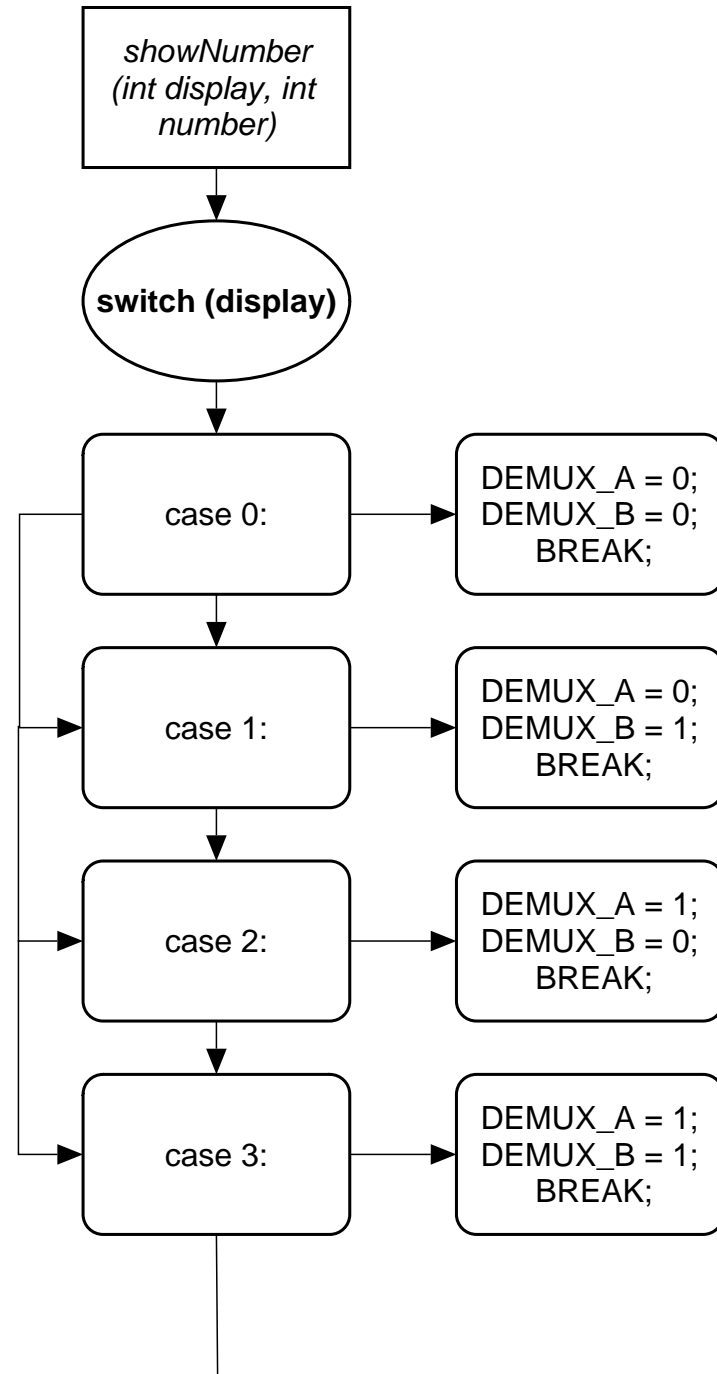 showNumber
(int display, int
number)
switch (display)
case 0:
DEMUX_A = 0;
DEMUX_B = 0;
BREAK;
case 1:
DEMUX_A = 0;
DEMUX_B = 1;
BREAK;
case 2:
DEMUX_A = 1;
DEMUX_B = 0;
BREAK;
case 3:
DEMUX_A = 1;
DEMUX_B = 1;
BREAK;